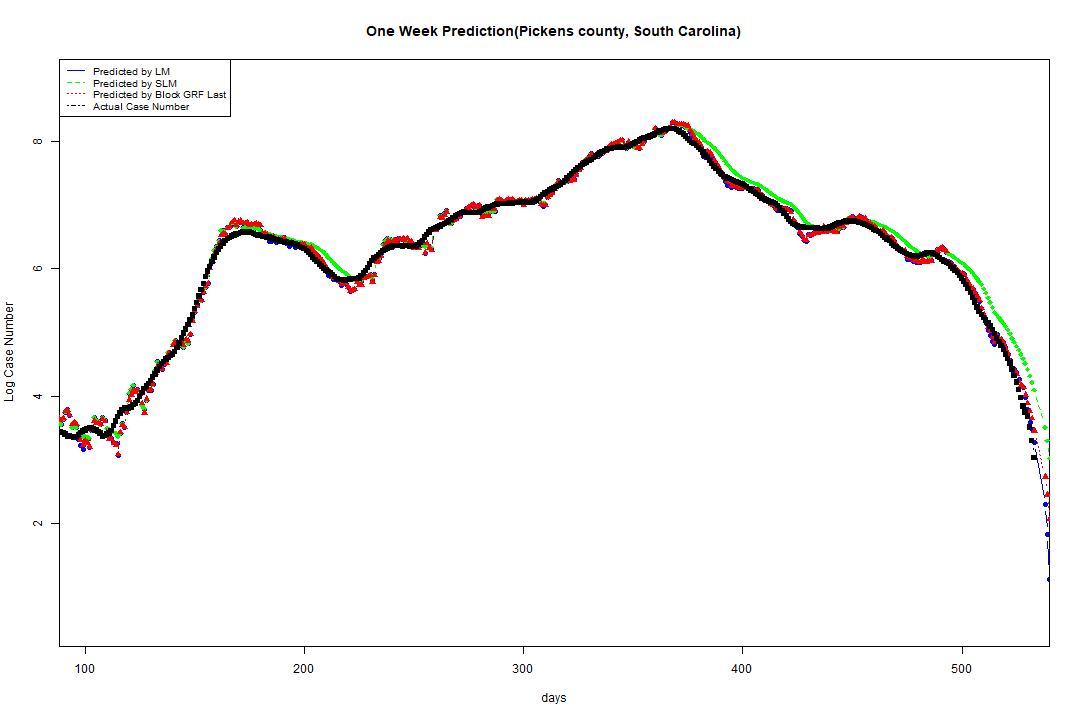 One Week Prediction(Pickens county, South Carolina)
Predicted by LM
Predicted by SLM
Predicted by Block GRF Last
Actual Case Number
8
6
4
2
Log Case Number
100
200
300
400
500
days